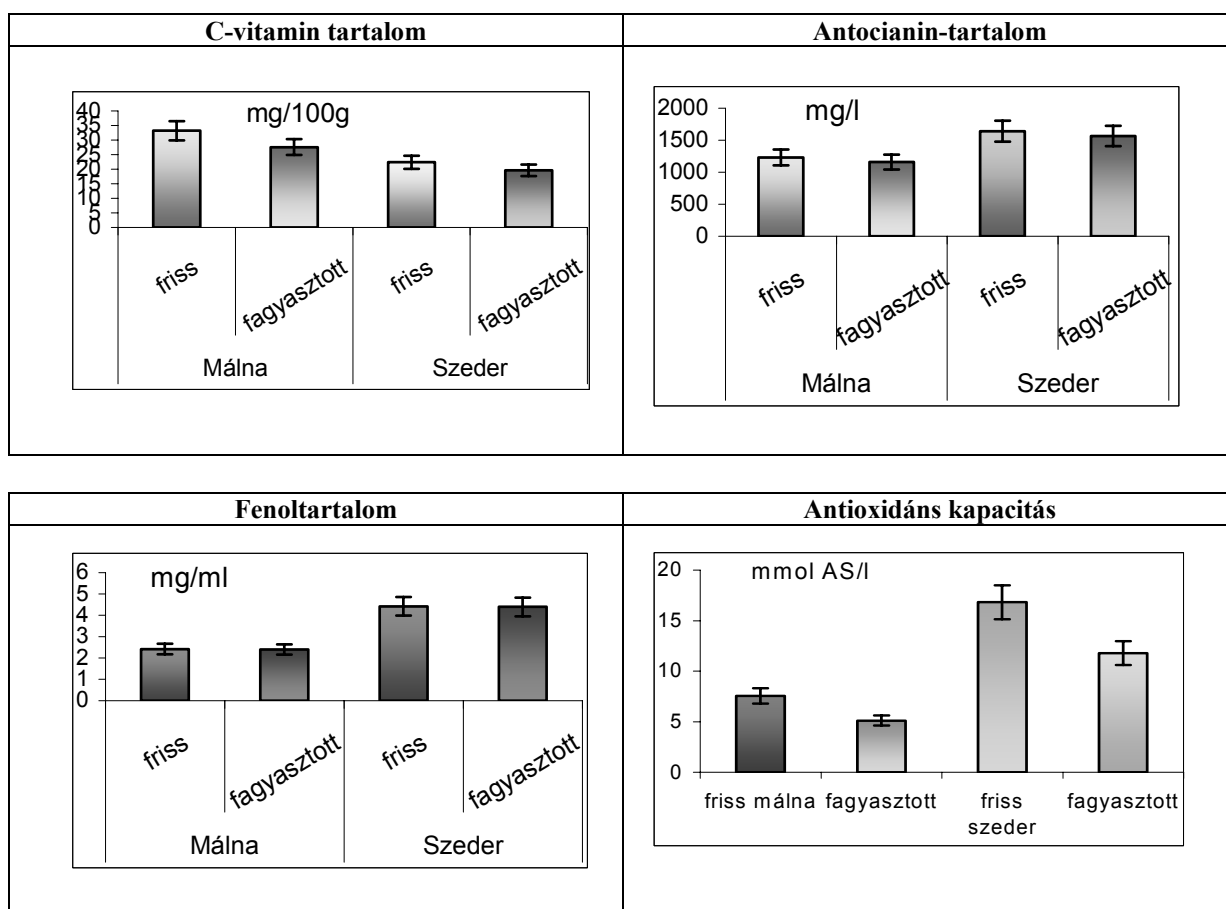 C-vitamin tartalom
mg/100g
40
35
30
25
20
15
10
5
0
friss
fagyasztott
friss
fagyasztott
Málna
Szeder
Antocianin-tartalom
mg/l
2000
1500
1000
500
0
friss
fagyasztott
friss
fagyasztott
Málna
Szeder
Fenoltartalom
mg/ml
6
5
4
3
2
1
0
friss
fagyasztott
friss
fagyasztott
Málna
Szeder
Antioxidáns kapacitás
mmol AS/l
20
15
10
5
0
friss málna
fagyasztott
friss
szeder
fagyasztott